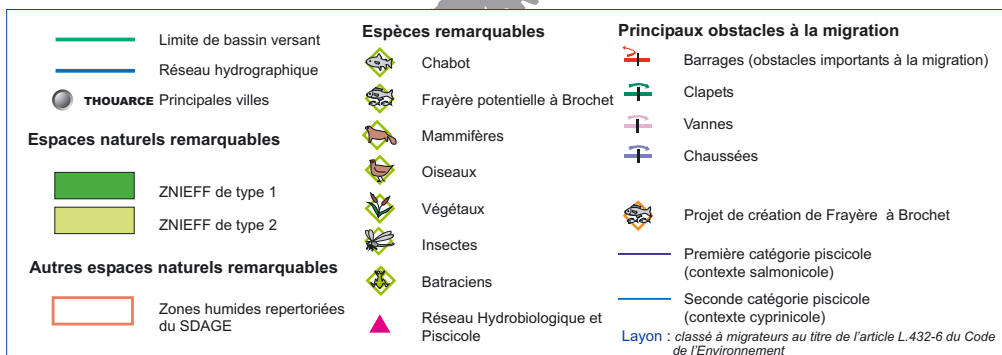 Limite de bassin versant
Réseau hydrographique
THOUARCE Principales villes
Espaces naturels remarquables
ZNIEFF de type 1
ZNIEFF de type 2
Autres espaces naturels remarquables
Zones humides repertoriées
du SDAGE
Espèces remarquables
Chabot
Frayère potentielle à Brochet
Mammifères
Oiseaux
Végétaux
Insectes
Batraciens
Réseau Hydrobiologique et
Piscicole
Principaux obstacles à la migration
Barrages (obstacles importants à la migration)
Clapets
Vannes
Chaussées
Projet de création de Frayère à Brochet
Première catégorie piscicole
(contexte salmonicole)
Seconde catégorie piscicole
(contexte cyprinicole)
Layon : classé à migrateurs au titre de l'article L.432-6 du Code
de l'Environnement